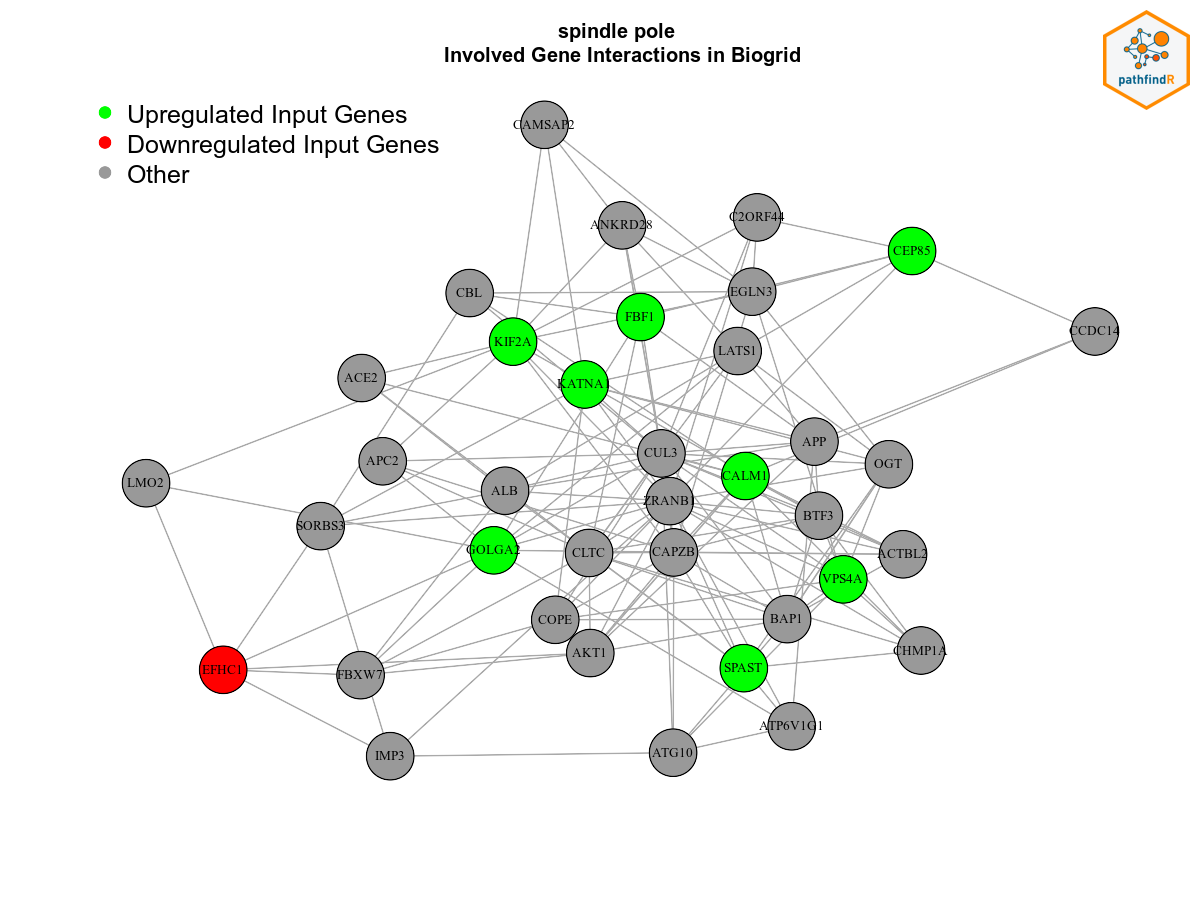 spindle pole
Involved Gene Interactions in Biogrid
pathfindR
Upregulated Input Genes
Downregulated Input Genes
Other
CAMSAP2
ANKRD28
C2ORF44
CEP85
CBL
EGLN3
FBF1
CCDC14
KIF2A
LATS1
ACE2
KATNA1
APP
CUL3
APC2
OGT
CALM1
LMO2
ALB
ZRANB1
BTF3
SORBS3
GOLGA2
CLTC
CAPZB
ACTBL2
VPS4A
COPE
BAP1
AKT1
CHMP1A
EFHC1
FBXW7
SPAST
ATP6V1G1
IMP3
ATG10